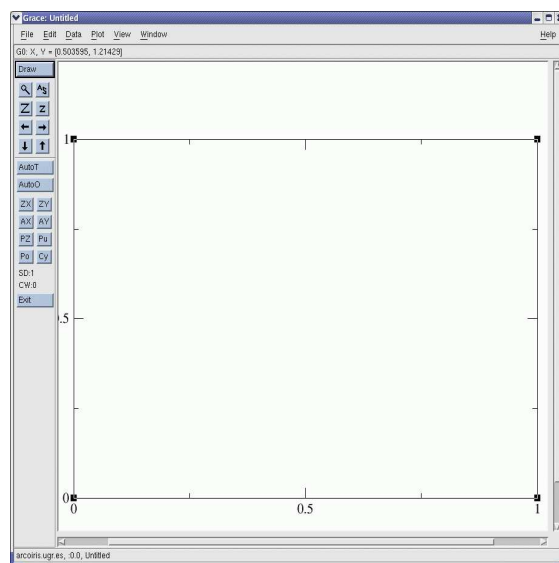 Grace: Untitled
File Edit Data Plot View Window Help
G0: X, Y = [0.503595, 1.21429]
Draw
A S
Z z
AutoT
AutoO
ZX ZY
AX AY
PZ Pu
Po Cy
SD:1
CW:0
Exit
1
0.5
0
0 0.5 1
arcoiris.ugr.es, :0.0, Untitled